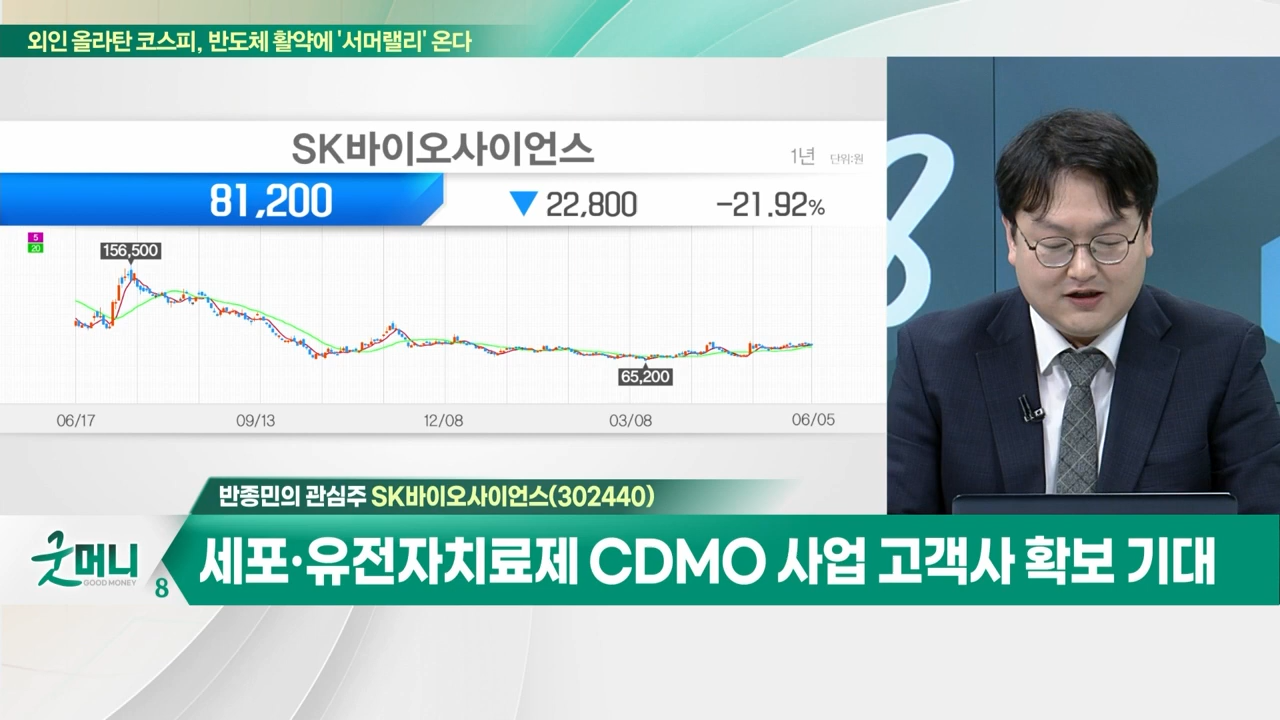 외인 올라탄 코스피, 반도체 활약에 '서머랠리' 온다
SK바이오사이언스
1년 단위:원
81,200 ▼ 22,800 -21.92%
5
20
156,500
65,200
06/17 09/13 12/08 03/08 06/05
반종민의 관심주 SK바이오사이언스(302440)
굿머니
GOOD MONEY
8
세포·유전자치료제 CDMO 사업 고객사 확보 기대